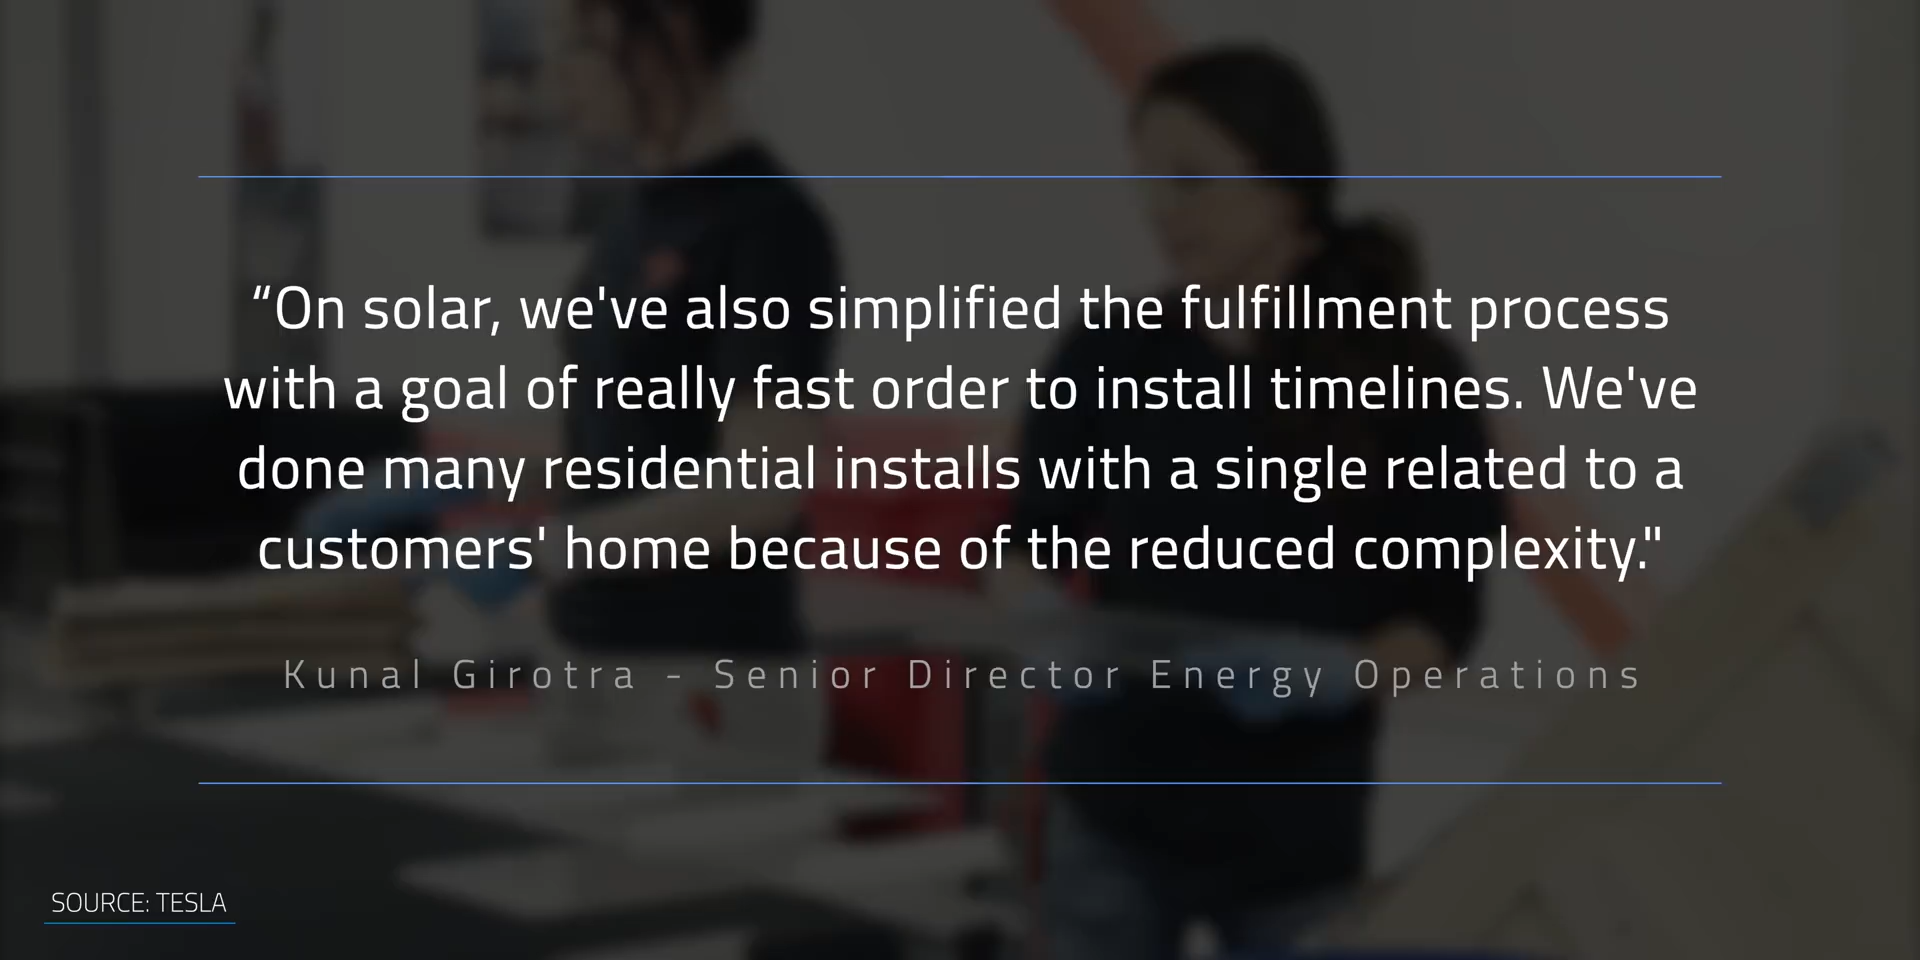 “On solar, we've also simplified the fulfillment process
with a goal of really fast order to install timelines. We've
done many residential installs with a single related to a
customers' home because of the reduced complexity."
Kunal Girotra - Senior Director Energy Operations
SOURCE: TESLA